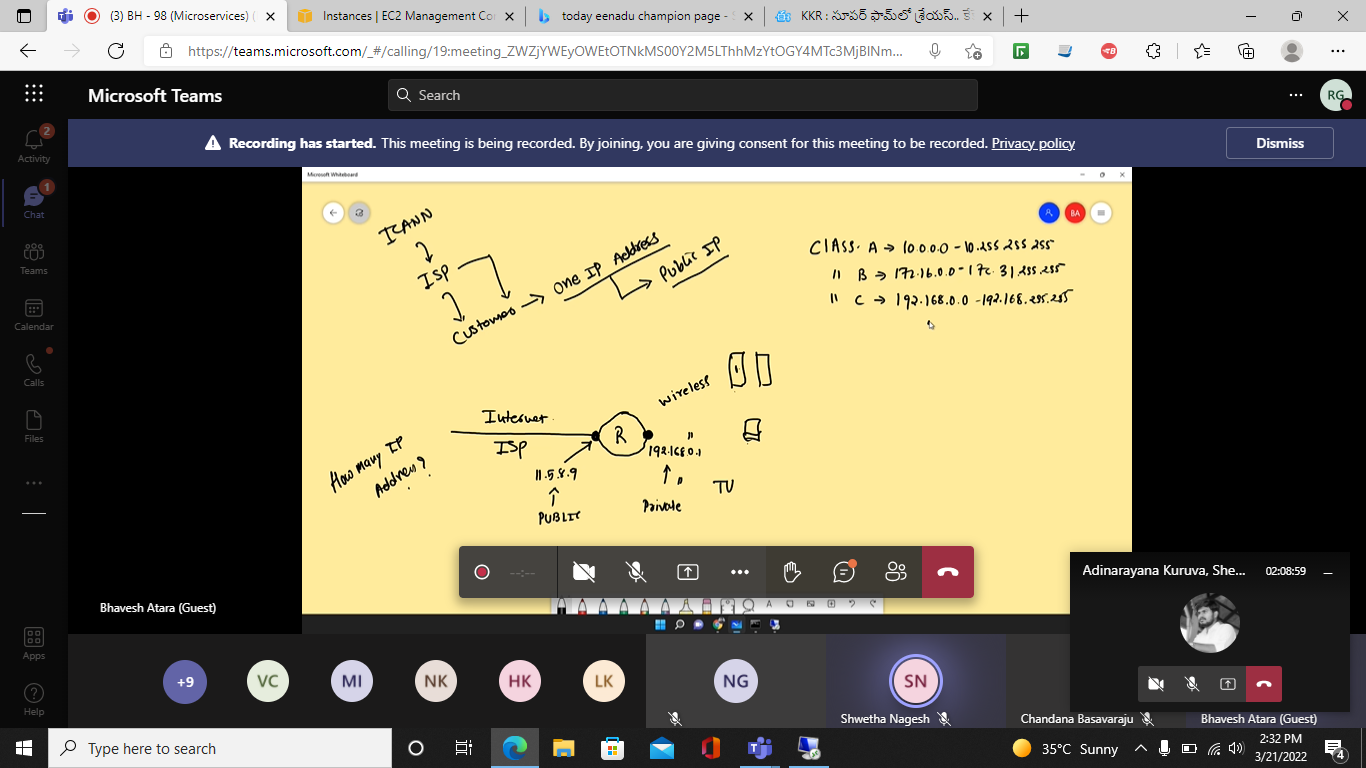 (3) BH - 98 (Microservices) (
Instances | EC2 Management Con
today eenadu champion page - S
KKR : సూపర్ ఫామ్‌లో శ్రేయస్..
https://teams.microsoft.com/_#/calling/19:meeting_ZWZjYWEyOWEtOTNkMS00Y2M5LThhMzYtOGY4MTc3MjBlNm...
Microsoft Teams
Search
RG
Recording has started. This meeting is being recorded. By joining, you are giving consent for this meeting to be recorded. Privacy policy
Dismiss
2
Activity
1
Chat
Teams
Calendar
Calls
Files
Apps
Help
Microsoft Whiteboard
BA
ICANN
ISP
Customer
One IP Address
Public IP
CLASS. A → 10.0.0.0 - 10.255.255.255
" B → 172.16.0.0 - 172.31.255.255
" C → 192.168.0.0 - 192.168.255.255
wireless
Internet
ISP
R
192.168.0.1
11.5.8.9
How many IP
Address?
PUBLIC
Private
TV
--:--
Adinarayana Kuruva, She...
02:08:59
Bhavesh Atara (Guest)
+9
VC
MI
NK
HK
LK
NG
SN
Shwetha Nagesh
Chandana Basavaraju
Bhavesh Atara (Guest)
Type here to search
35°C Sunny
2:32 PM
3/21/2022
4